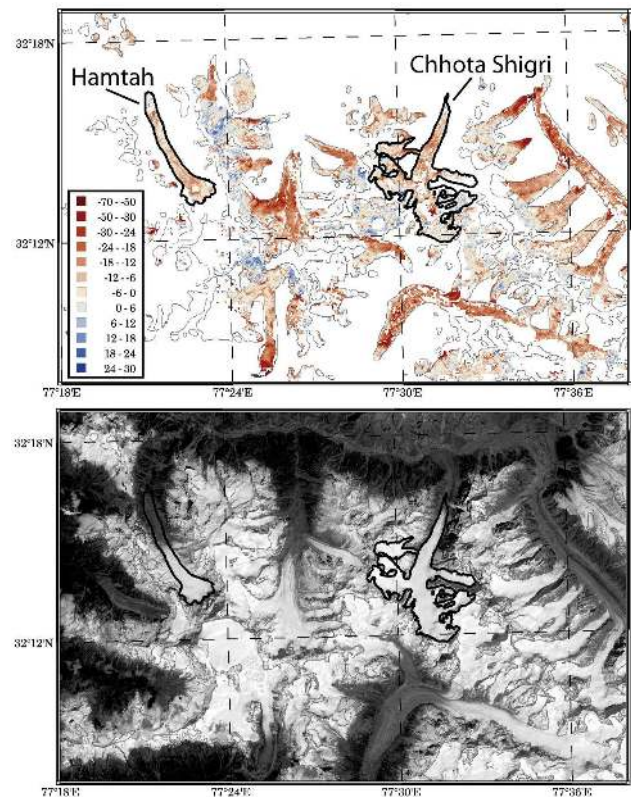 32°18'N
Hamtah
Chhota Shigri
-70 - -50
-50 - -30
-30 - -24
-24 - -18
-18 - -12
-12 - -6
-6 - 0
0 - 6
6 - 12
12 - 18
18 - 24
24 - 30
32°12'N
77°18'E
77°24'E
77°30'E
77°36'E
32°18'N
32°12'N
77°18'E
77°24'E
77°30'E
77°36'E